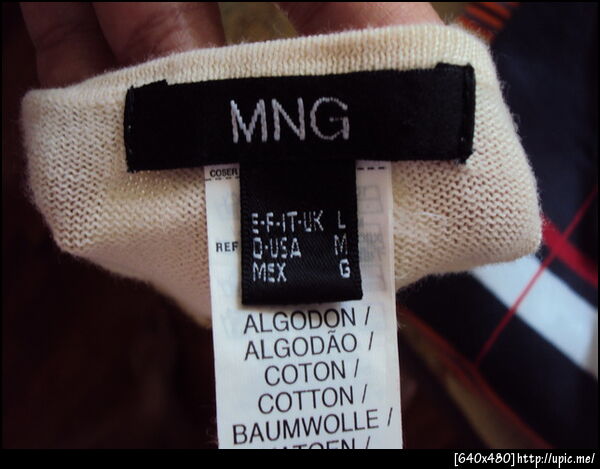 MNG
COSER
E·F·IT·UK L
D·USA M
MEX G
REF
ALGODON /
ALGODÃO /
COTON /
COTTON /
BAUMWOLLE /
[640x480]http://upic.me/